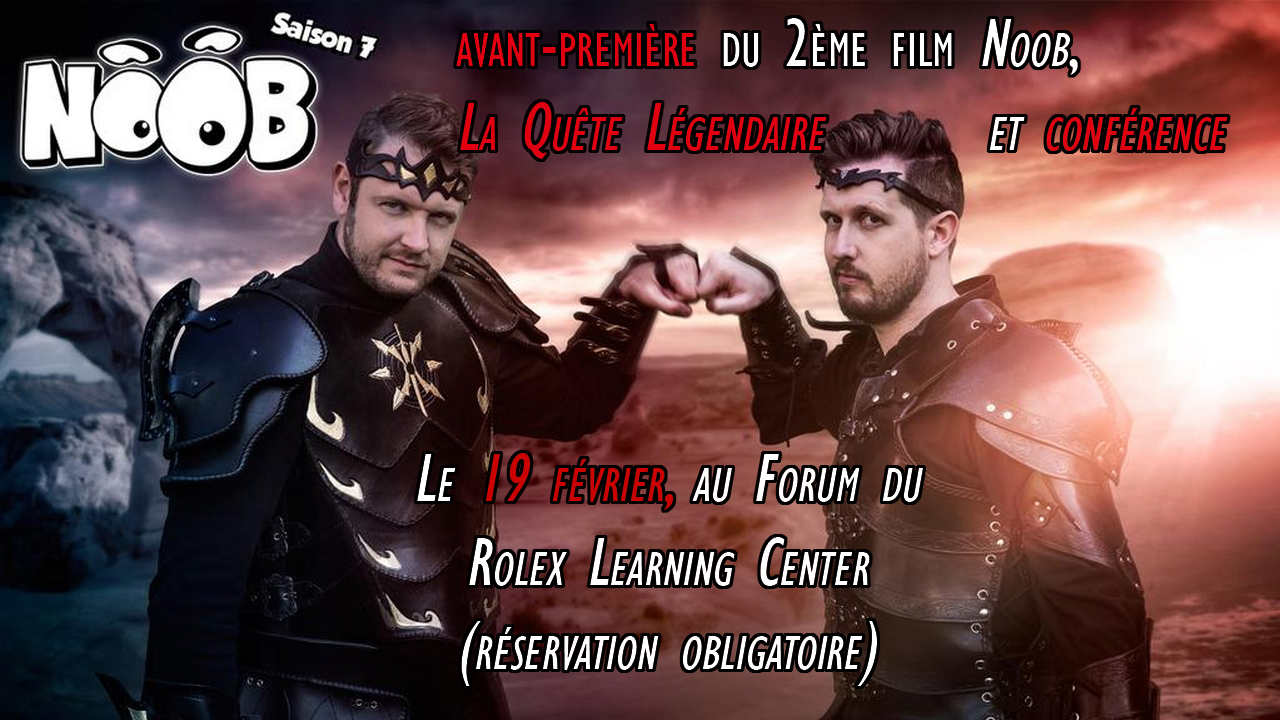 NOOB
Saison 7
AVANT-PREMIÈRE DU 2ÈME FILM NOOB,
LA QUÊTE LÉGENDAIRE ET CONFÉRENCE
LE 19 FÉVRIER, AU FORUM DU
ROLEX LEARNING CENTER
(RÉSERVATION OBLIGATOIRE)